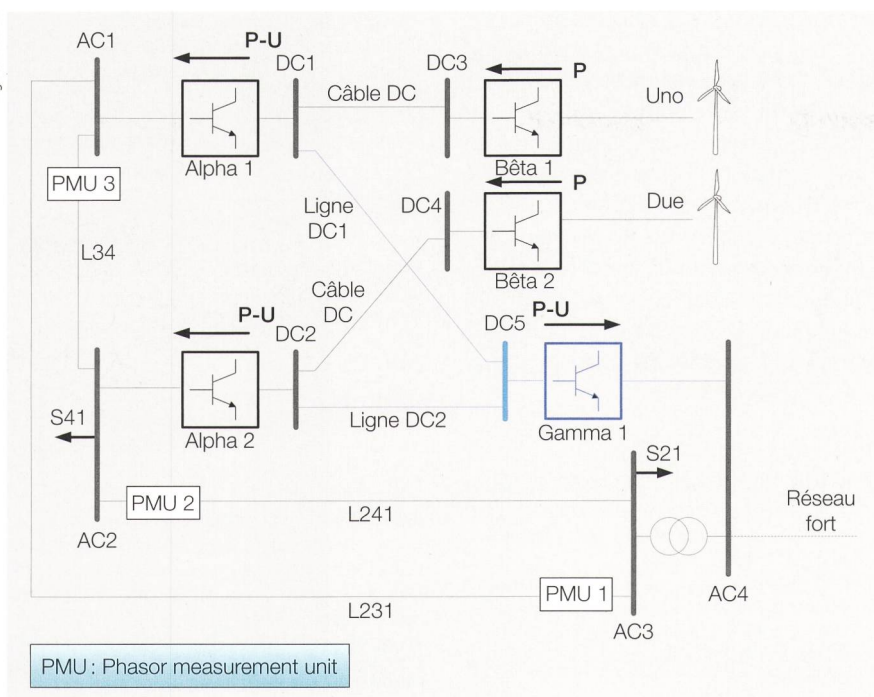 AC1
P-U
DC1
DC3
P
Câble DC
Uno
Alpha 1
Bêta 1
PMU 3
P
Ligne
DC1
DC4
Due
L34
Bêta 2
Câble
DC
P-U
DC2
P-U
DC5
S41
Alpha 2
Ligne DC2
Gamma 1
S21
PMU 2
L241
Réseau
fort
AC2
PMU 1
AC4
L231
AC3
PMU : Phasor measurement unit